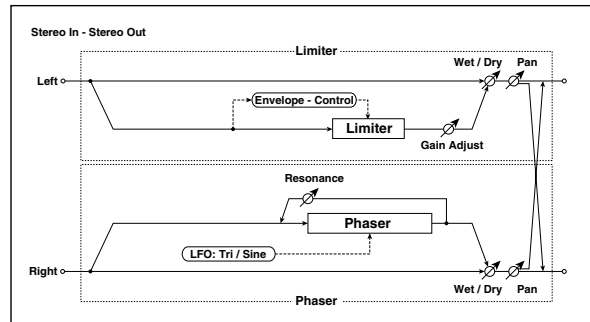 Stereo In - Stereo Out
Limiter
Wet / Dry
Pan
Left
Envelope - Control
Limiter
Gain Adjust
Resonance
Phaser
LFO: Tri / Sine
Right
Wet / Dry
Pan
Phaser